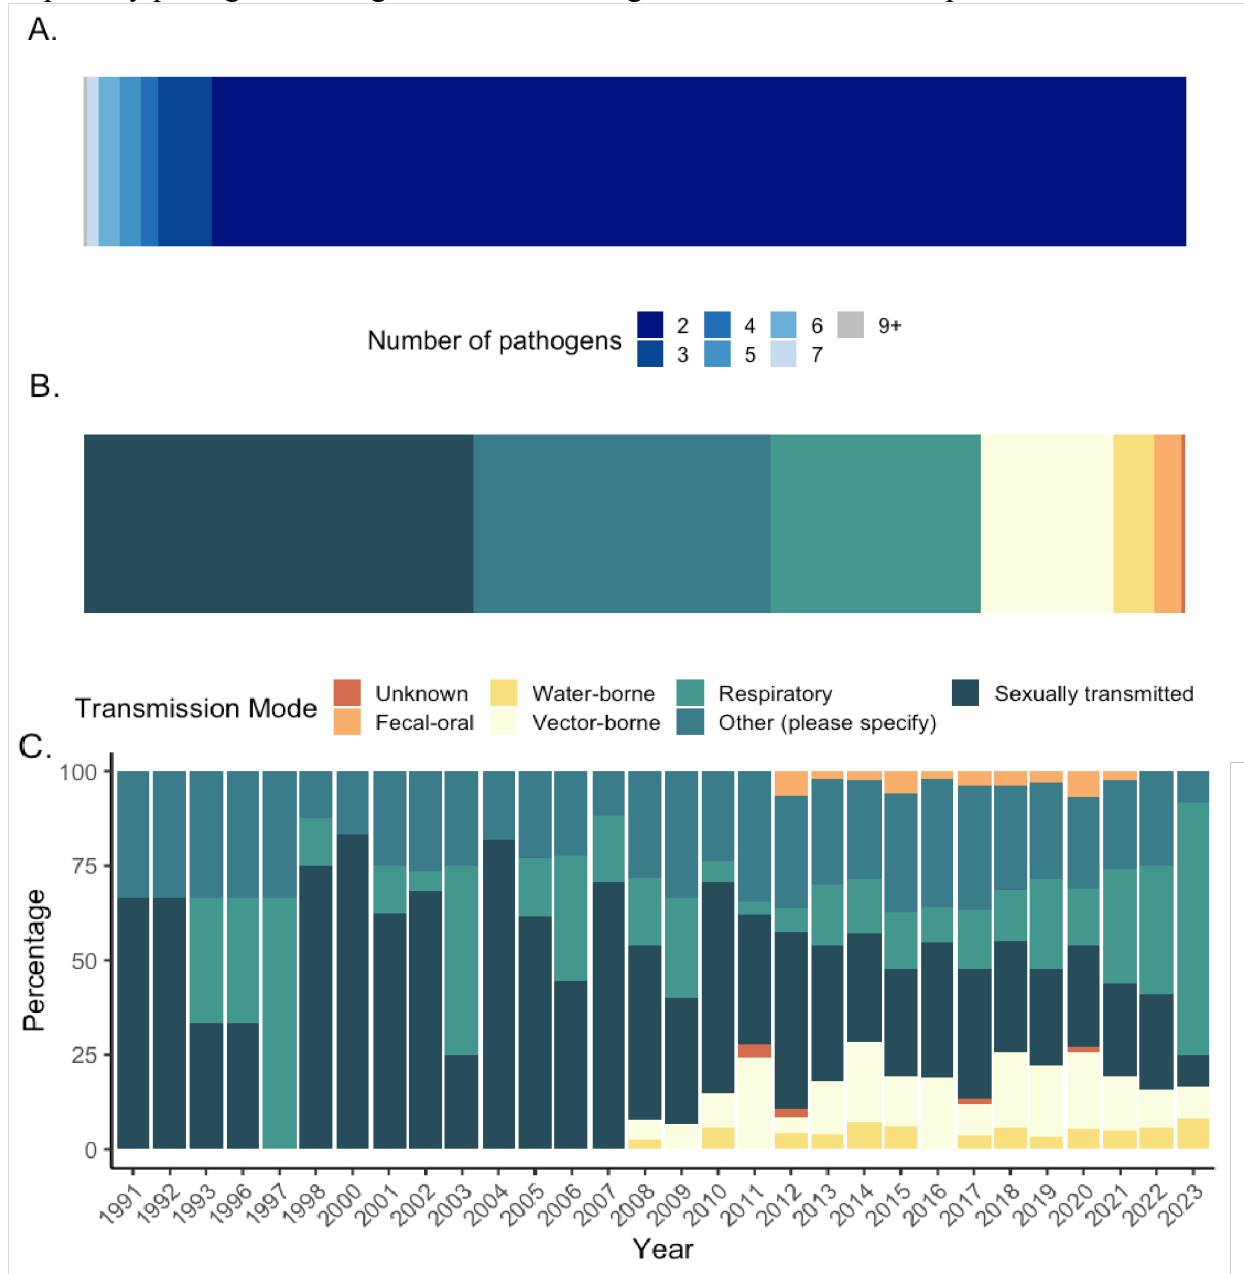 A.
Number of pathogens 2 4 6 9+
3 5 7
B.
Transmission Mode Unknown Water-borne Respiratory Sexually transmitted
Fecal-oral Vector-borne Other (please specify)
C.
100
75
50
25
0
Percentage
1991 1992 1993 1996 1997 1998 2000 2001 2002 2003 2004 2005 2006 2007 2008 2009 2010 2011 2012 2013 2014 2015 2016 2017 2018 2019 2020 2021 2022 2023
Year